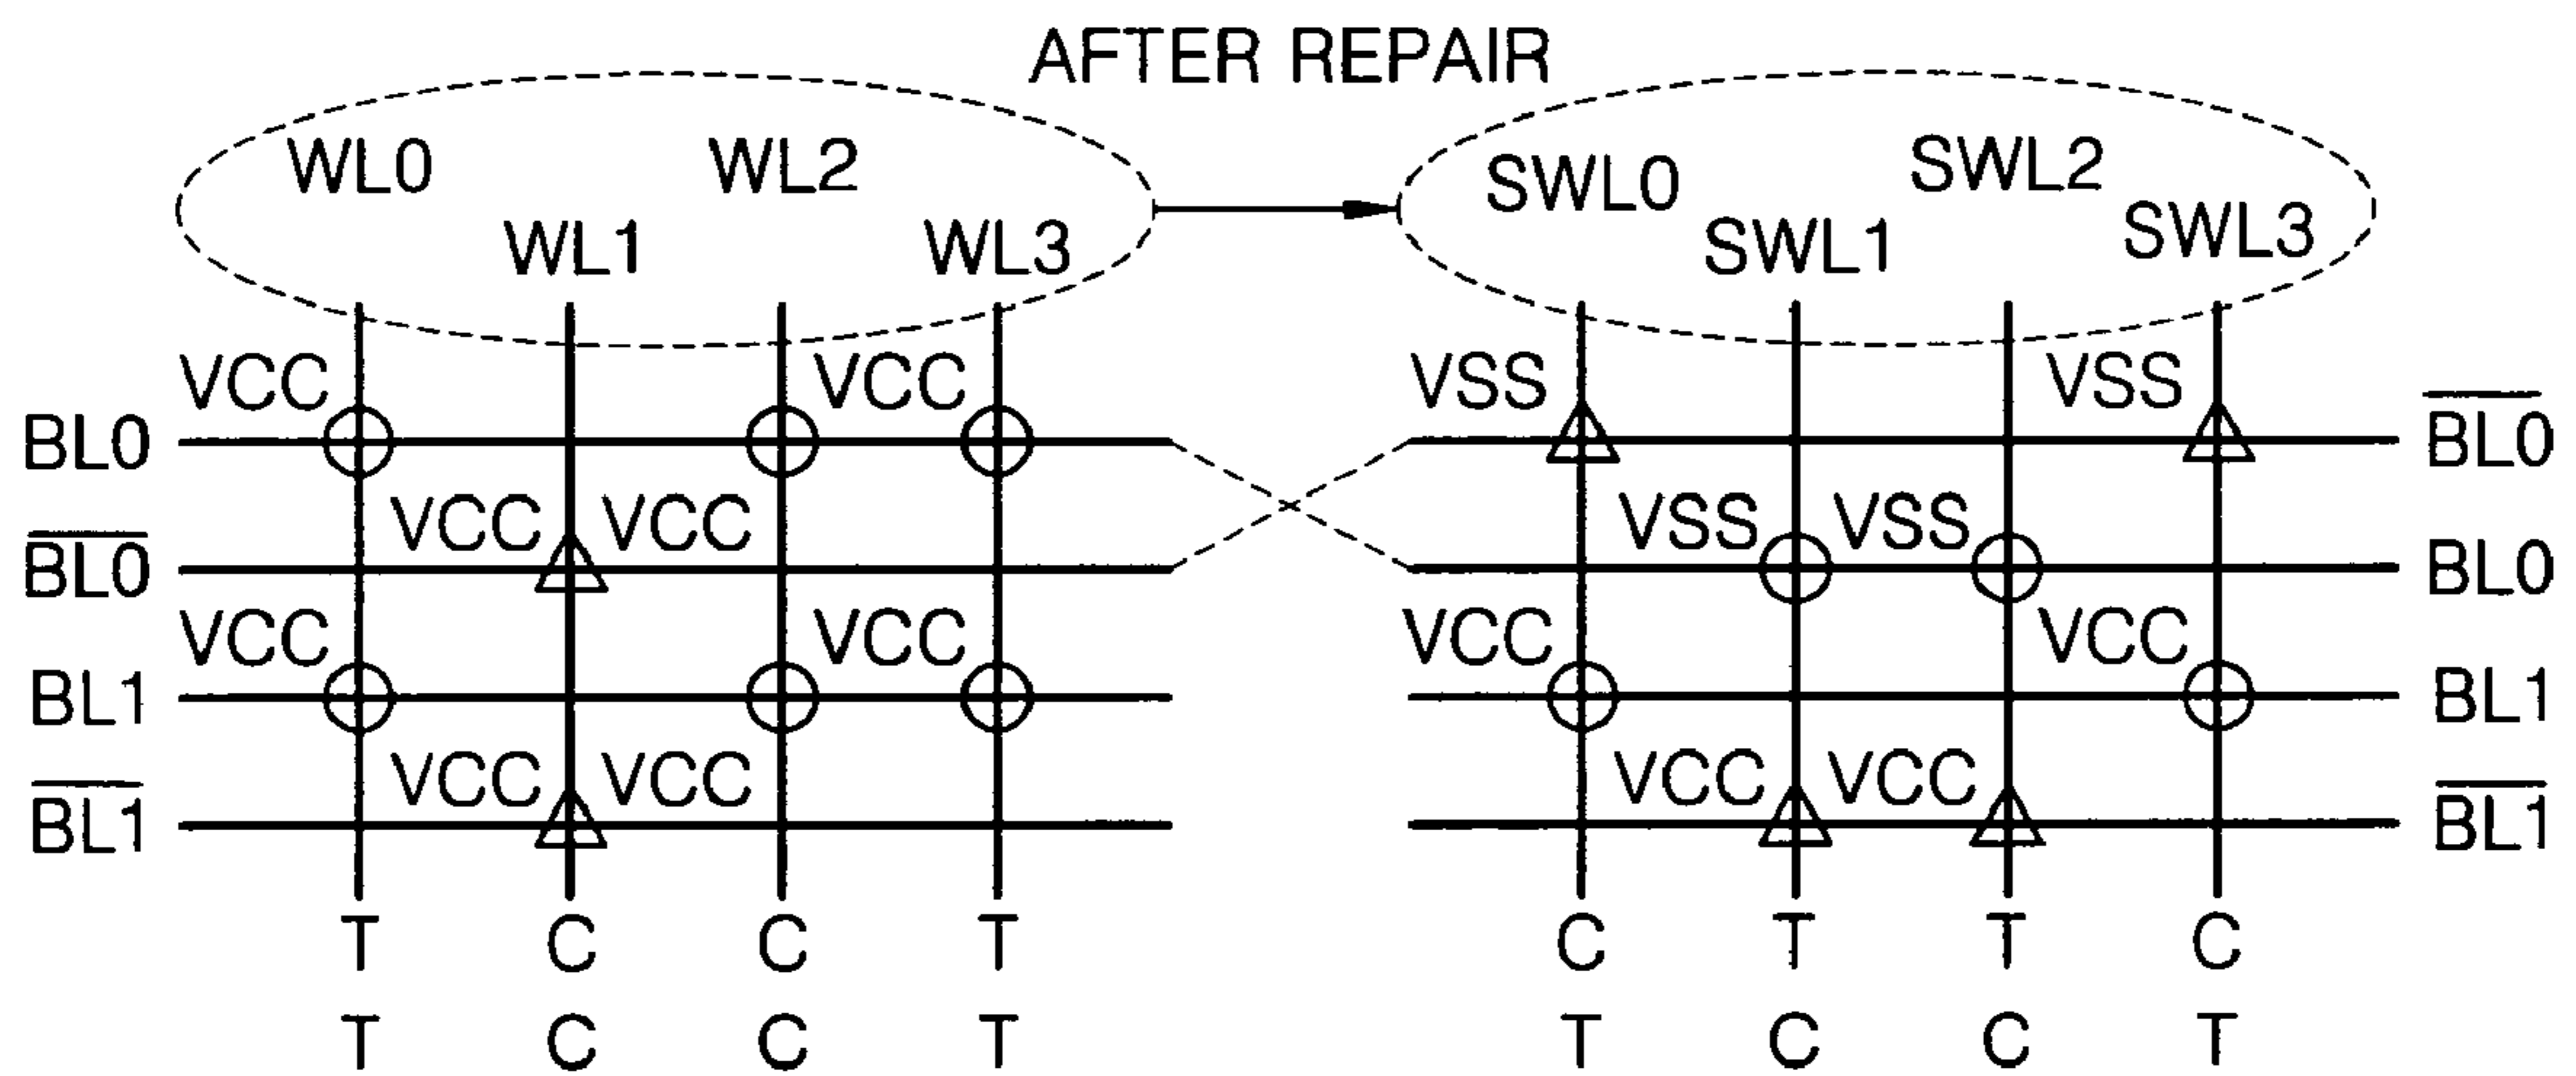 AFTER REPAIR
WL0 WL2 SWL0 SWL2
WL1 WL3 SWL1 SWL3
VCC VCC VSS VSS
BL0 B̅L̅0̅
VCC VCC VSS VSS
B̅L̅0̅ BL0
VCC VCC VCC VCC
BL1 BL1
VCC VCC VCC VCC
B̅L̅1̅ B̅L̅1̅
T C C T C T T C
T C C T T C C T